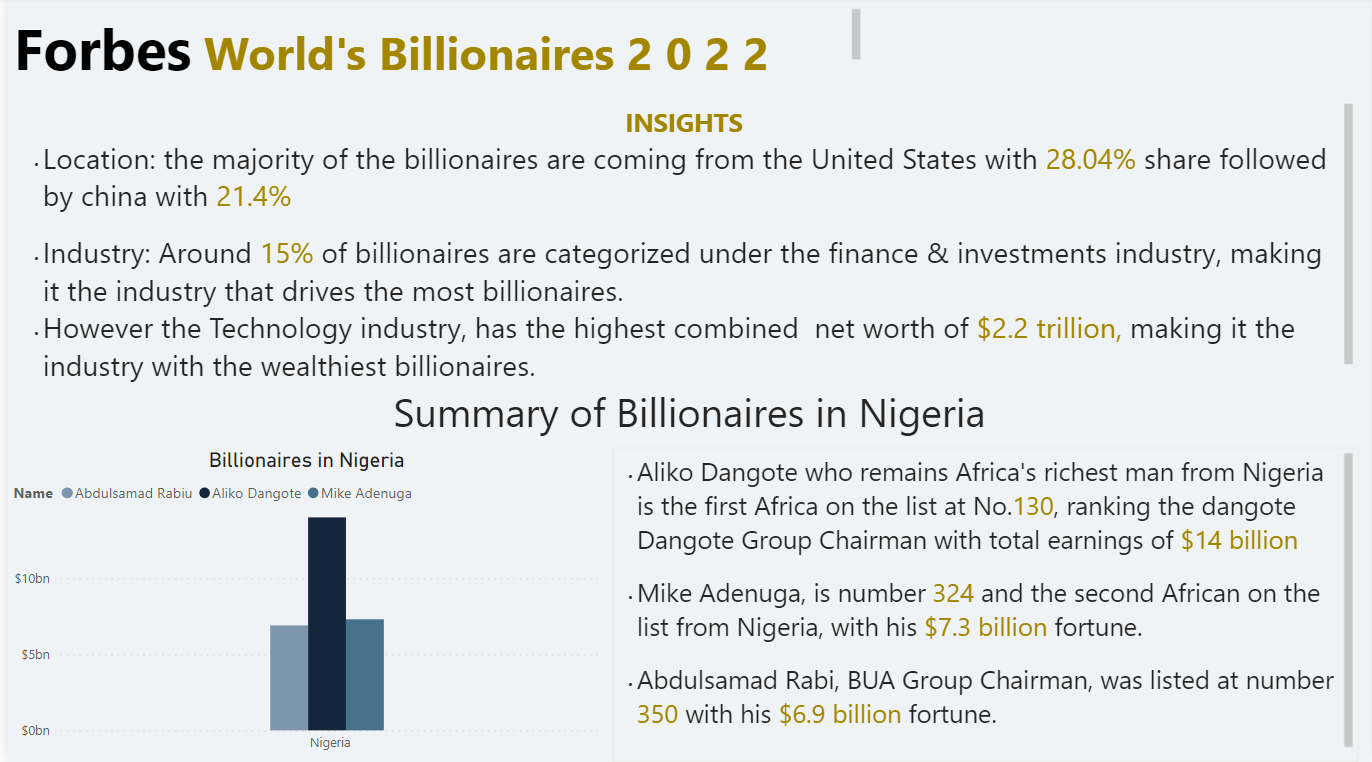 Forbes World's Billionaires 2 0 2 2
INSIGHTS
. Location: the majority of the billionaires are coming from the United States with 28.04% share followed
by china with 21.4%
. Industry: Around 15% of billionaires are categorized under the finance & investments industry, making
it the industry that drives the most billionaires.
. However the Technology industry, has the highest combined  net worth of $2.2 trillion, making it the
industry with the wealthiest billionaires.
Summary of Billionaires in Nigeria
Billionaires in Nigeria
Name Abdulsamad Rabiu Aliko Dangote Mike Adenuga
$10bn
$5bn
$0bn
Nigeria
. Aliko Dangote who remains Africa's richest man from Nigeria
is the first Africa on the list at No.130, ranking the dangote
Dangote Group Chairman with total earnings of $14 billion
. Mike Adenuga, is number 324 and the second African on the
list from Nigeria, with his $7.3 billion fortune.
. Abdulsamad Rabi, BUA Group Chairman, was listed at number
350 with his $6.9 billion fortune.